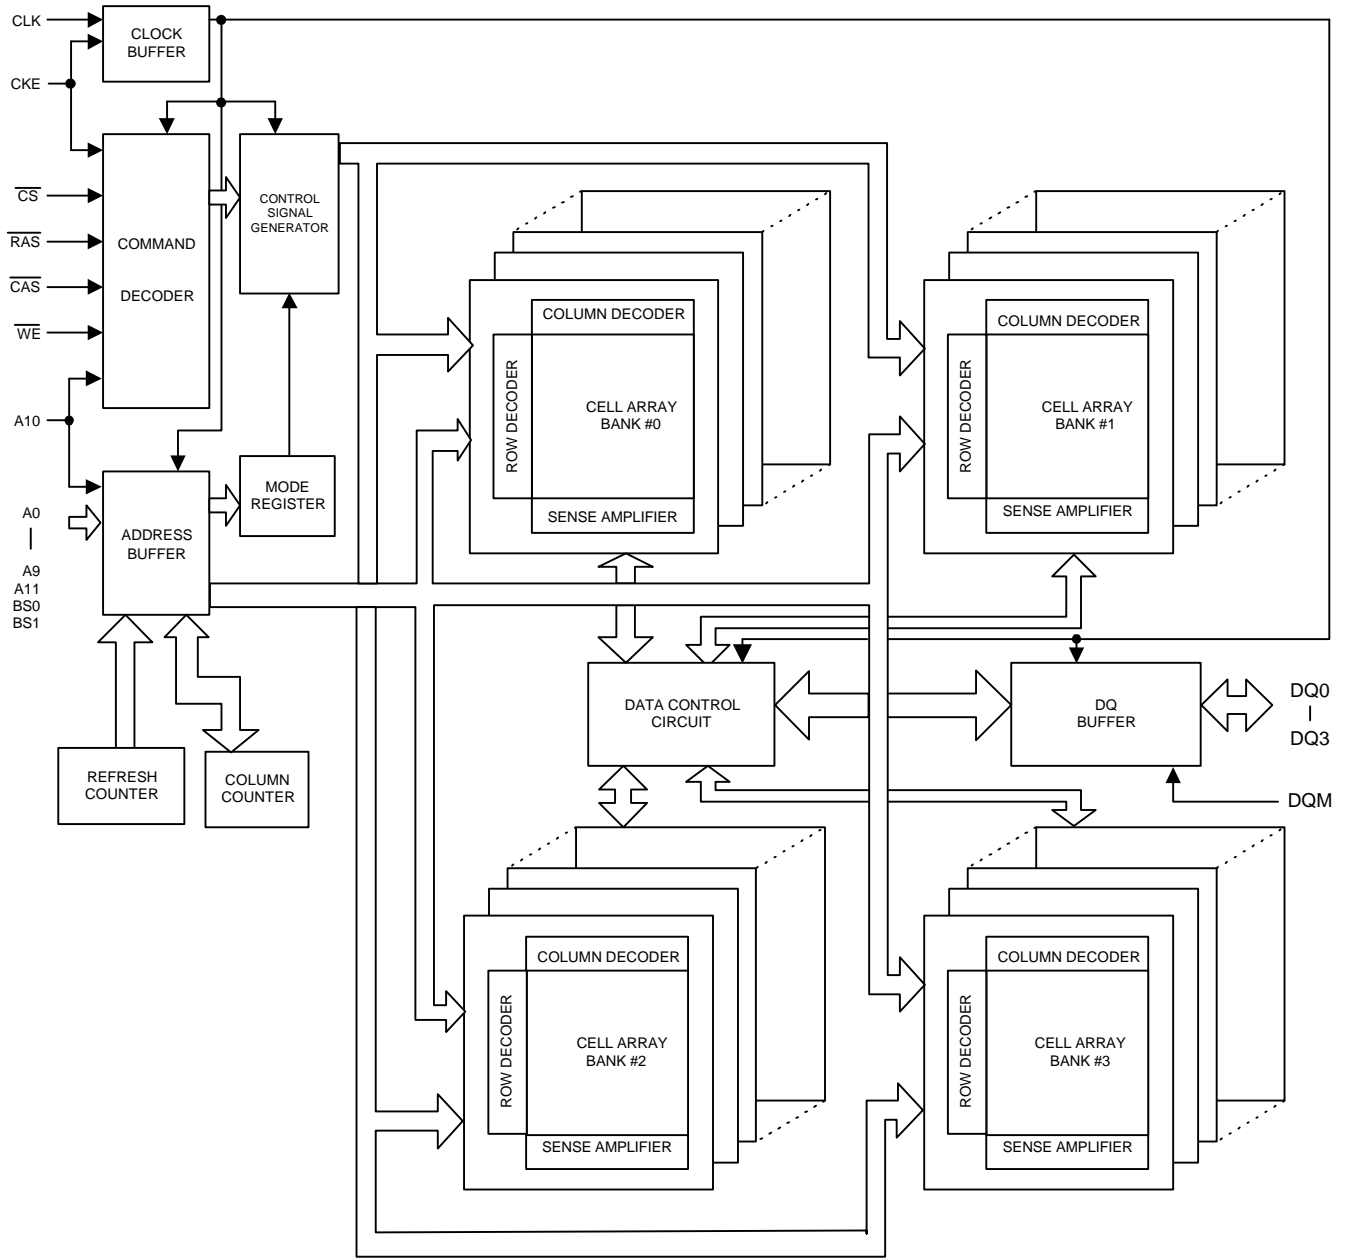 CLK
CLOCK
BUFFER
CKE
CS
RAS
CAS
WE
A10
COMMAND
DECODER
CONTROL
SIGNAL
GENERATOR
MODE
REGISTER
A0
A9
A11
BS0
BS1
ADDRESS
BUFFER
REFRESH
COUNTER
COLUMN
COUNTER
COLUMN DECODER
ROW DECODER
CELL ARRAY
BANK #0
SENSE AMPLIFIER
COLUMN DECODER
ROW DECODER
CELL ARRAY
BANK #1
SENSE AMPLIFIER
DATA CONTROL
CIRCUIT
DQ
BUFFER
DQ0
DQ3
DQM
COLUMN DECODER
ROW DECODER
CELL ARRAY
BANK #2
SENSE AMPLIFIER
COLUMN DECODER
ROW DECODER
CELL ARRAY
BANK #3
SENSE AMPLIFIER